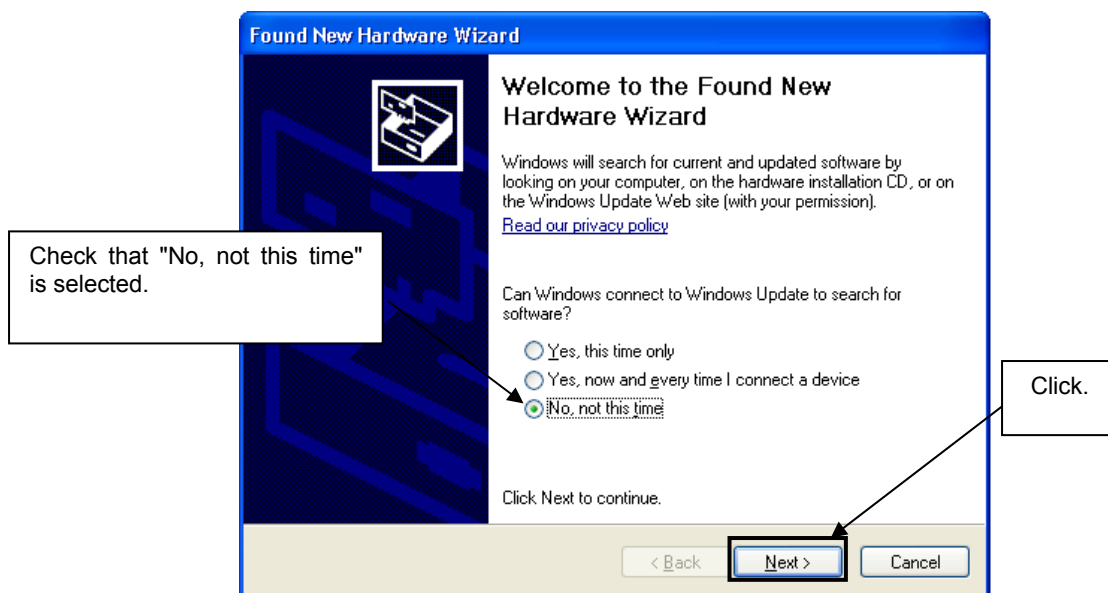 Found New Hardware Wizard
Welcome to the Found New
Hardware Wizard
Windows will search for current and updated software by
looking on your computer, on the hardware installation CD, or on
the Windows Update Web site (with your permission).
Read our privacy policy
Check that "No, not this time"
is selected.
Can Windows connect to Windows Update to search for
software?
Yes, this time only
Yes, now and every time I connect a device
No, not this time
Click.
Click Next to continue.
< Back
Next >
Cancel